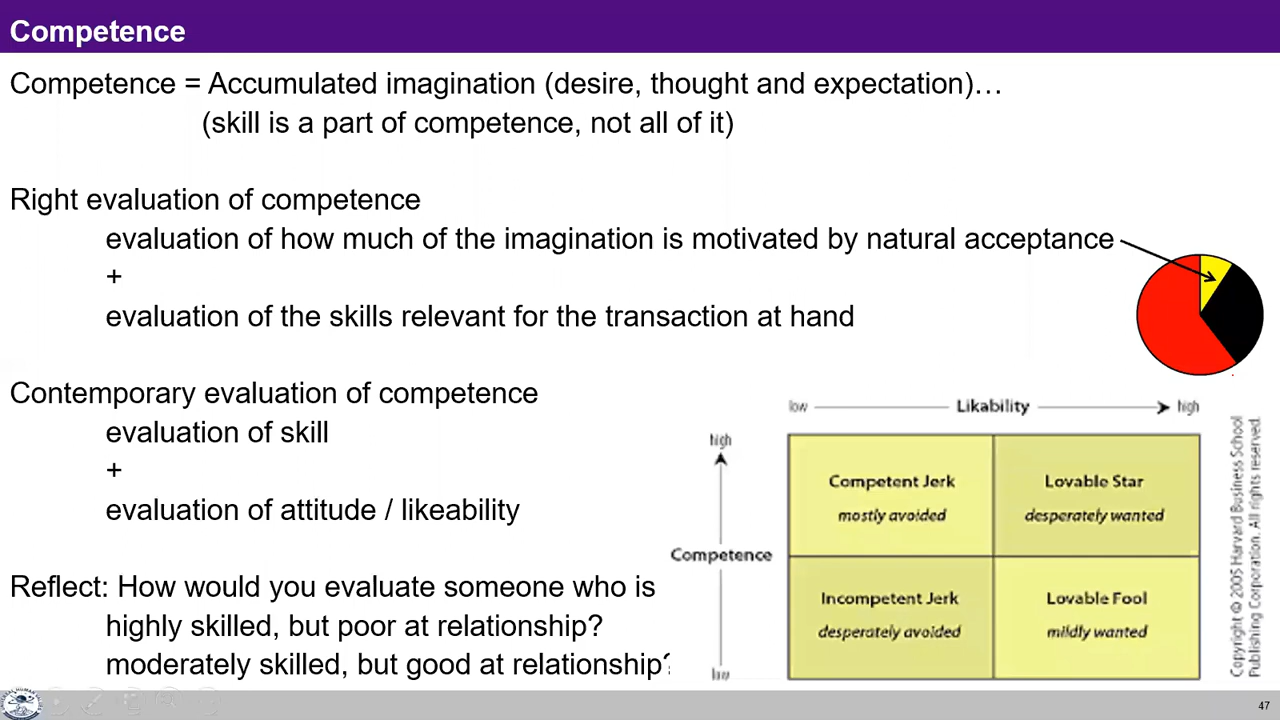 Competence
Competence = Accumulated imagination (desire, thought and expectation)…
(skill is a part of competence, not all of it)
Right evaluation of competence
evaluation of how much of the imagination is motivated by natural acceptance
+
evaluation of the skills relevant for the transaction at hand
Contemporary evaluation of competence
evaluation of skill
+
evaluation of attitude / likeability
Reflect: How would you evaluate someone who is
highly skilled, but poor at relationship?
moderately skilled, but good at relationship?
low Likability high
high
Competent Jerk
mostly avoided
Lovable Star
desperately wanted
Competence
Incompetent Jerk
desperately avoided
Lovable Fool
mildly wanted
low
Copyright © 2005 Harvard Business School
Publishing Corporation. All rights reserved.
47